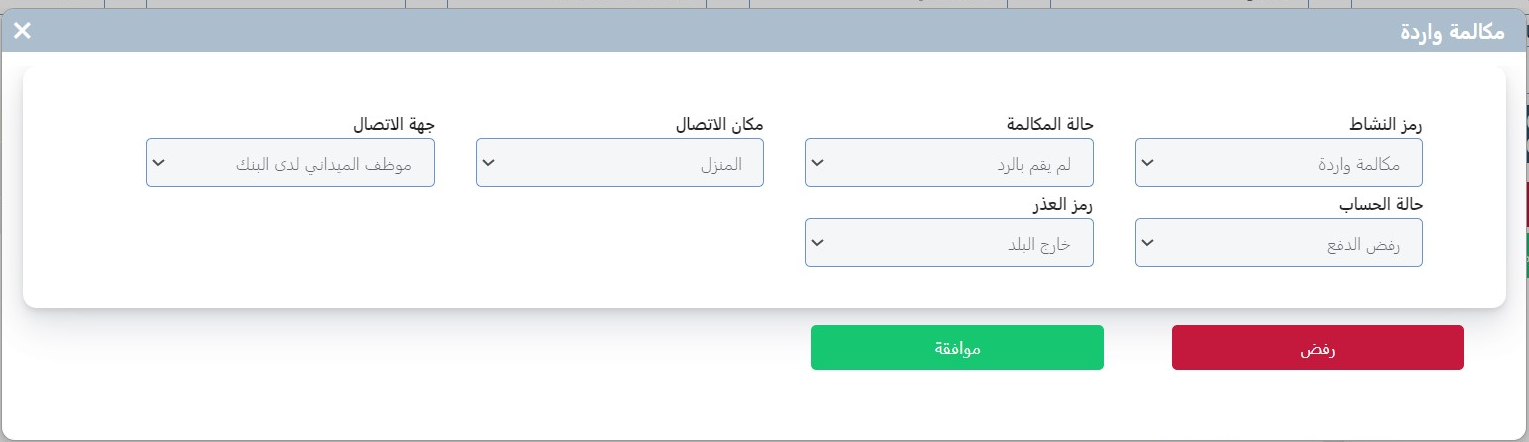 مكالمة واردة
رمز النشاط
حالة المكالمة
مكان الاتصال
جهة الاتصال
مكالمة واردة
لم يقم بالرد
المنزل
موظف الميداني لدى البنك
حالة الحساب
رمز العذر
رفض الدفع
خارج البلد
رفض
موافقة